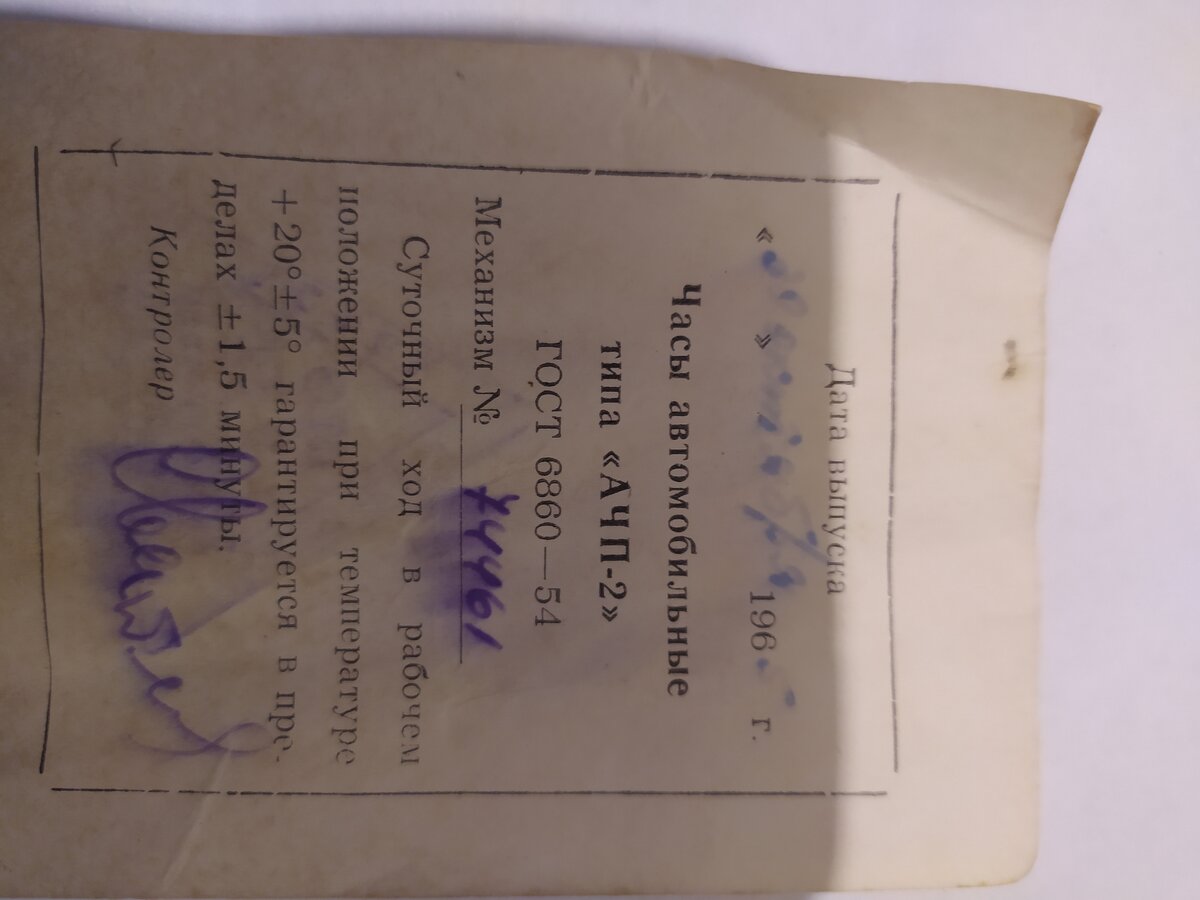 Дата выпуска
« » 196 г.
Часы автомобильные
типа «АЧП-2»
ГОСТ 6860—54
Механизм № 74461
Суточный ход в рабочем
положении при температуре
+20°±5° гарантируется в пре-
делах ±1,5 минуты.
Контролер